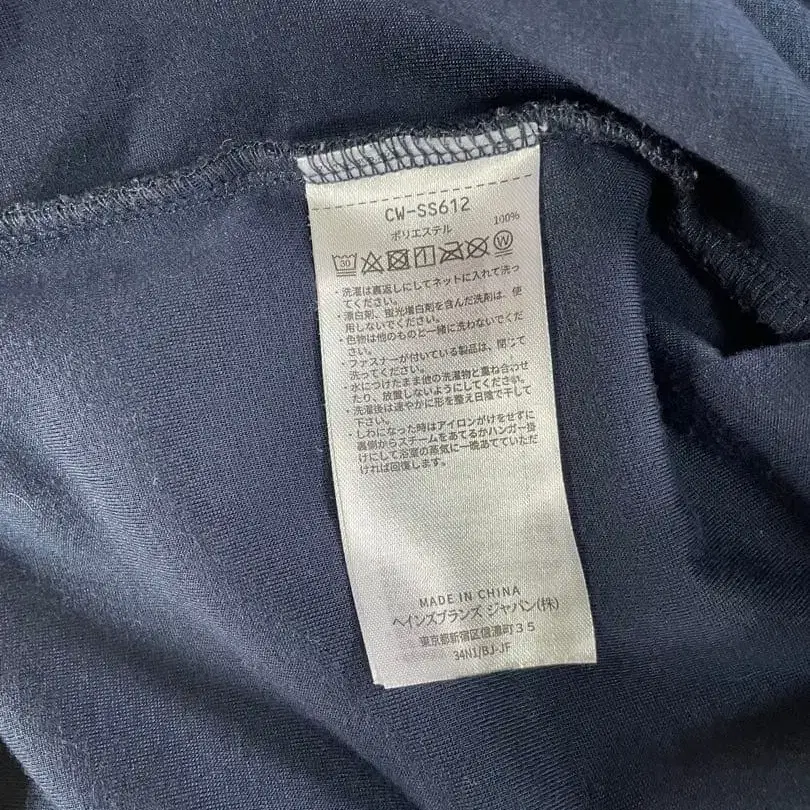 CW-SS612
ポリエステル 100%
30 W
・洗濯は裏返しにしてネットに入れて洗っ
てください。
・漂白剤、蛍光増白剤を含んだ洗剤は、使
用しないでください。
・色物は他のものと一緒に洗わないでくだ
さい。
・ファスナーが付いている製品は、閉じて
洗ってください。
・水につけたまま他の洗濯物と重ね合わせ
たり、放置しないようにしてください。
・洗濯後は速やかに形を整え日陰で干して
下さい。
・しわになった時はアイロンがけをせずに
裏側からスチームをあてるかハンガー掛
けにして浴室の蒸気に一晩あてていただ
ければ回復します。
MADE IN CHINA
ヘインズブランズ ジャパン(株)
東京都新宿区信濃町35
34N1/BJ-JF